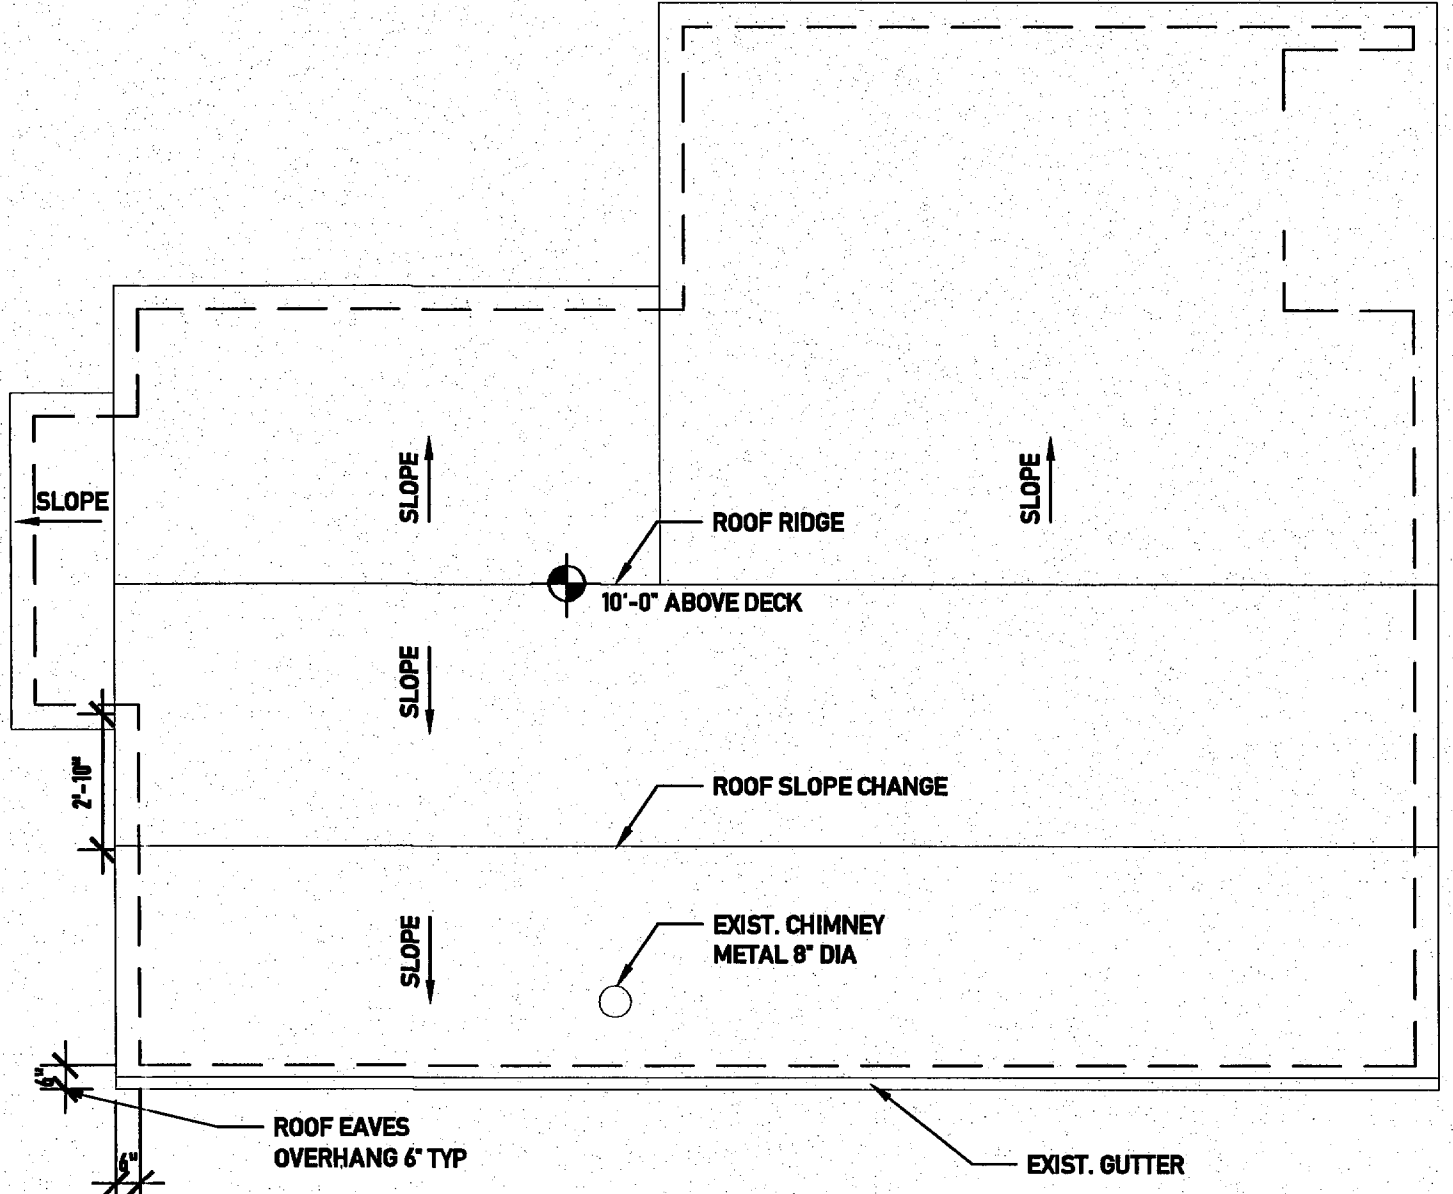 SLOPE
SLOPE
SLOPE
ROOF RIDGE
10'-0" ABOVE DECK
SLOPE
2'-10"
ROOF SLOPE CHANGE
SLOPE
EXIST. CHIMNEY
METAL 8" DIA
6"
ROOF EAVES
OVERHANG 6" TYP
6"
EXIST. GUTTER